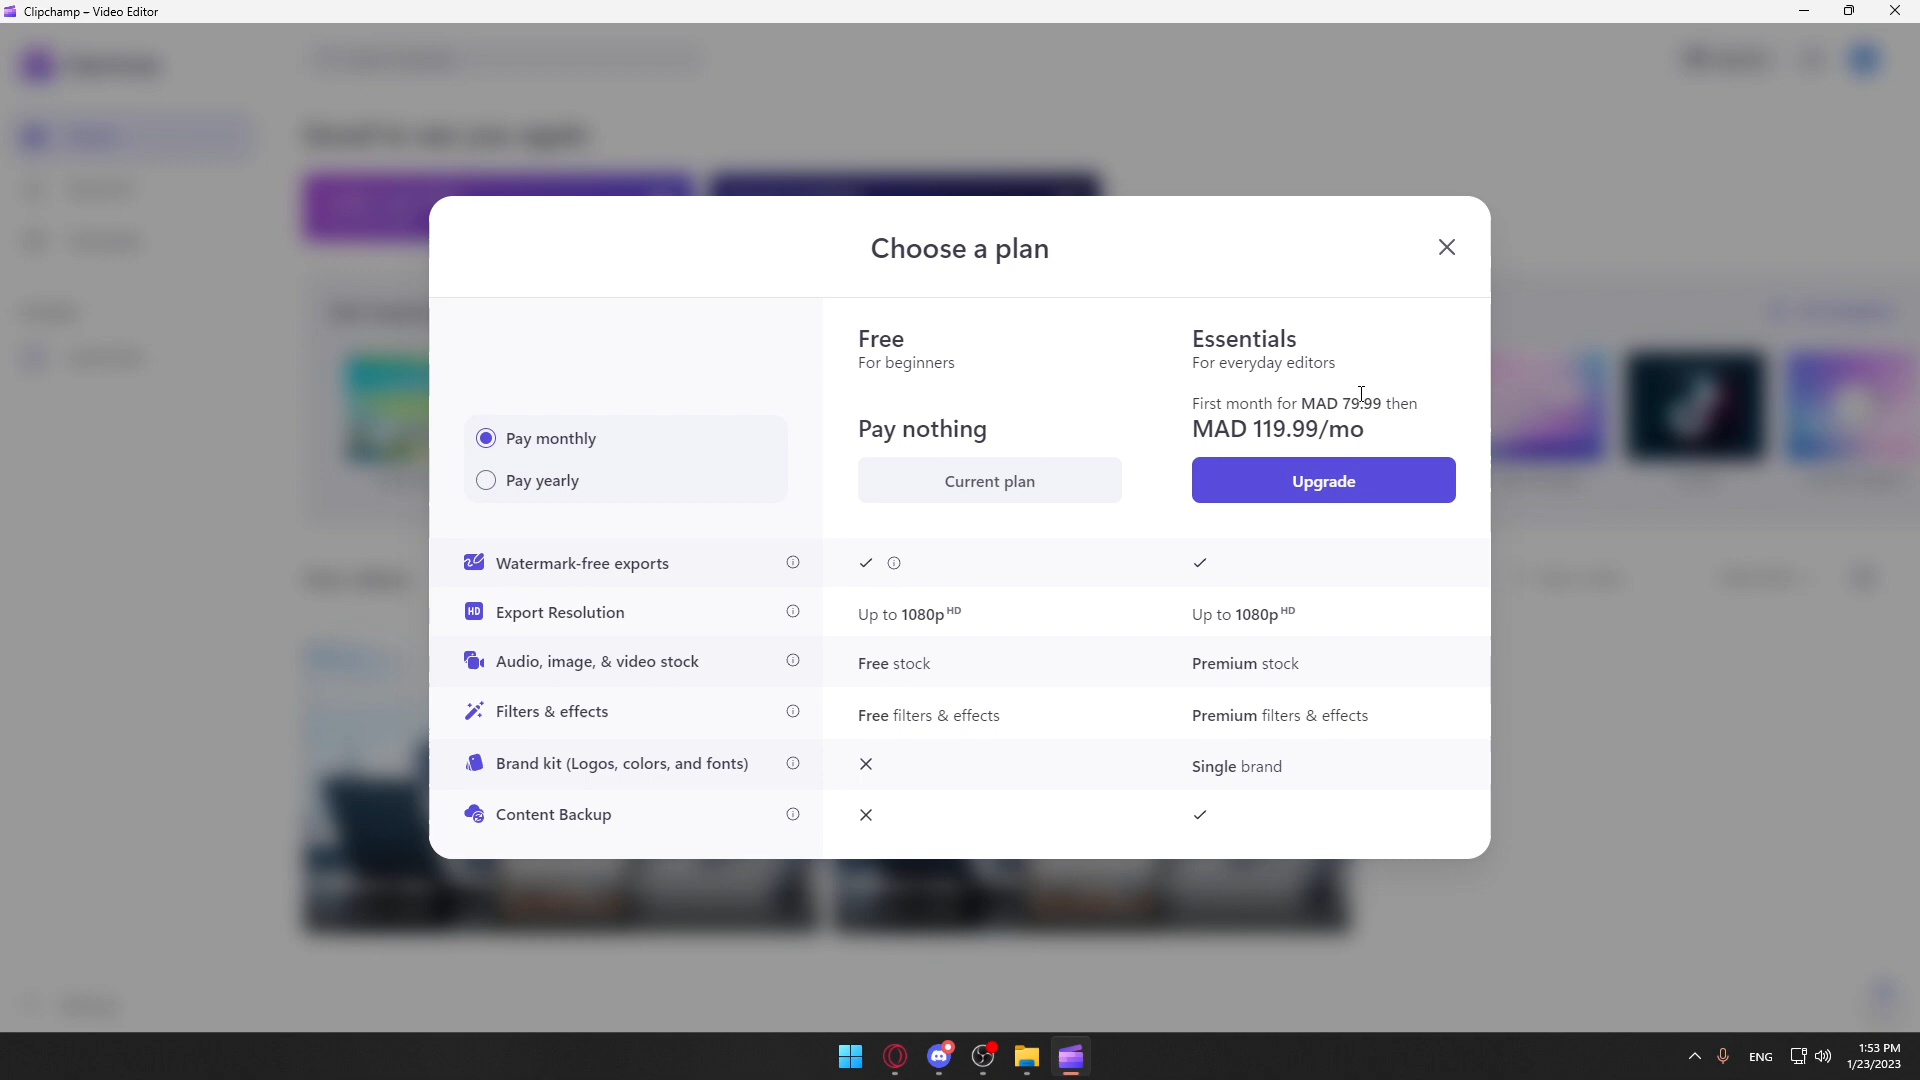 Clipchamp – Video Editor
Choose a plan
Free
For beginners
Essentials
For everyday editors
First month for MAD 79.99 then
Pay nothing
MAD 119.99/mo
Pay monthly
Pay yearly
Current plan
Upgrade
Watermark-free exports
Export Resolution
Up to 1080p HD
Up to 1080p HD
Audio, image, & video stock
Free stock
Premium stock
Filters & effects
Free filters & effects
Premium filters & effects
Brand kit (Logos, colors, and fonts)
Single brand
Content Backup
ENG
1:53 PM
1/23/2023